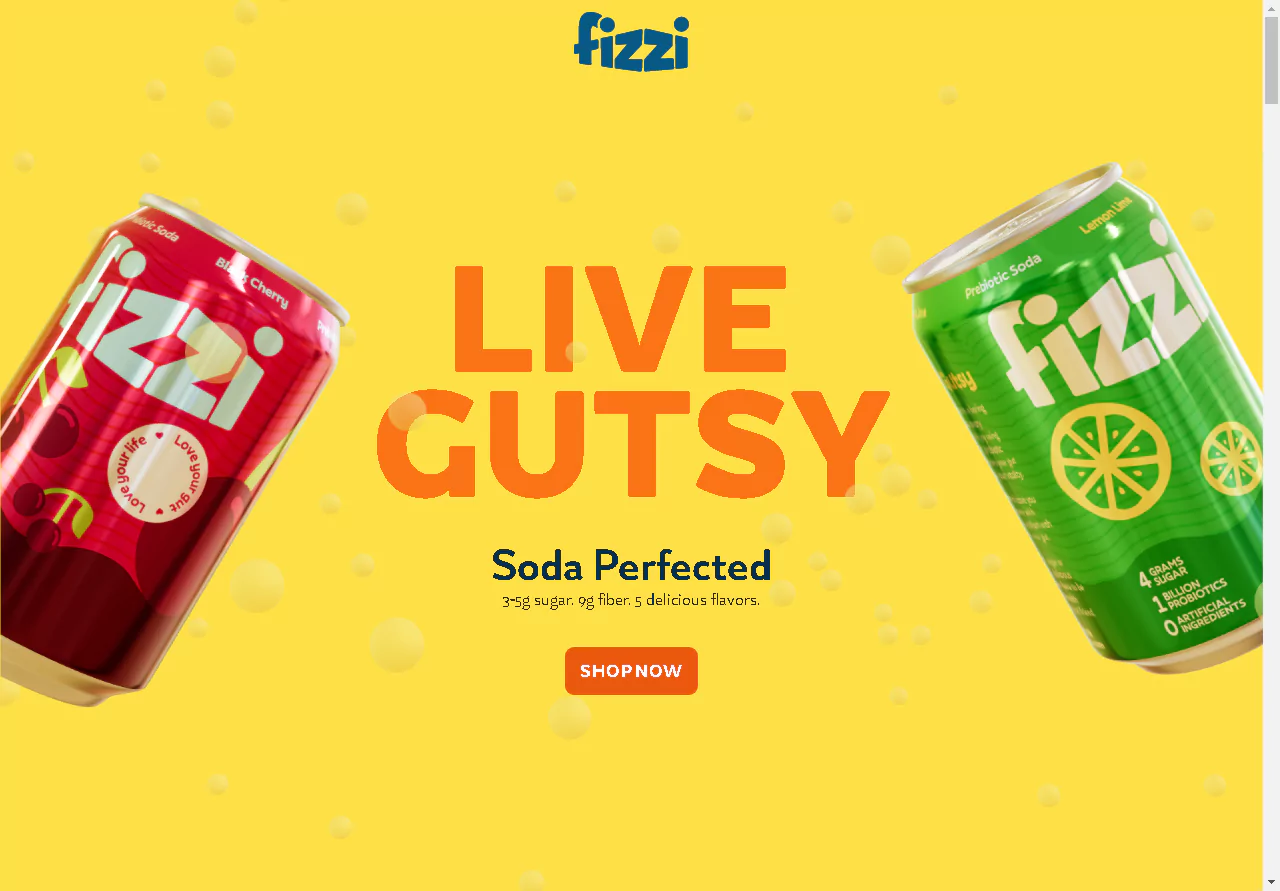 fizzi
LIVE
GUTSY
Soda Perfected
3-5g sugar. 9g fiber. 5 delicious flavors.
SHOP NOW
Black Cherry
fizzi
Love your gut ♥ Love your life ♥
Prebiotic Soda
Lemon Lime
fizzi
4 GRAMS
SUGAR
1 BILLION
PROBIOTICS
0 ARTIFICIAL
INGREDIENTS